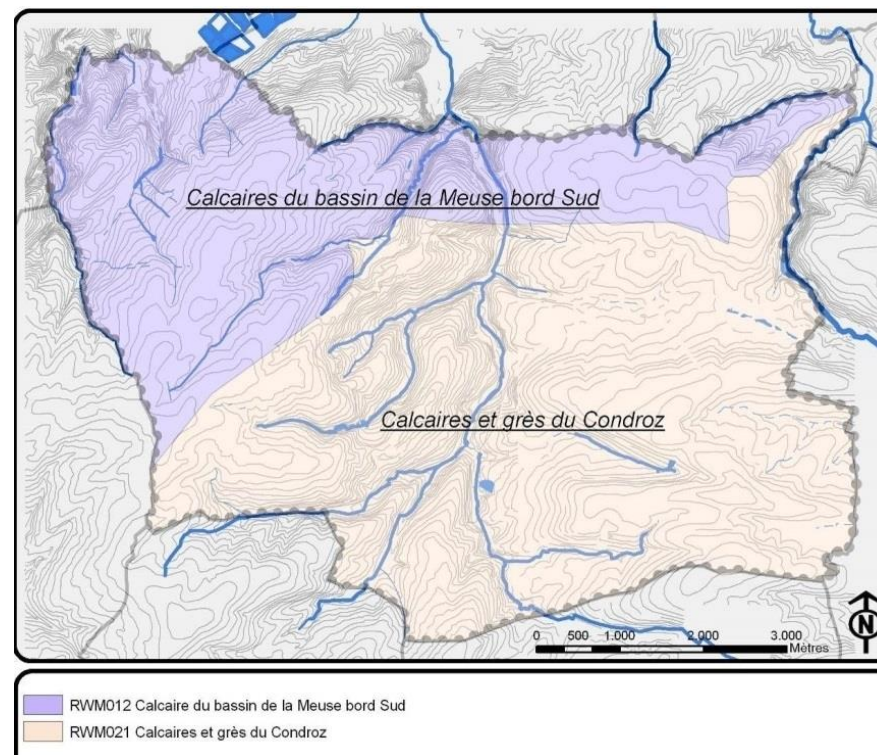 Calcaires du bassin de la Meuse bord Sud
Calcaires et grès du Condroz
N
0 500 1.000 2.000 3.000
Mètres
RWM012 Calcaire du bassin de la Meuse bord Sud
RWM021 Calcaires et grès du Condroz